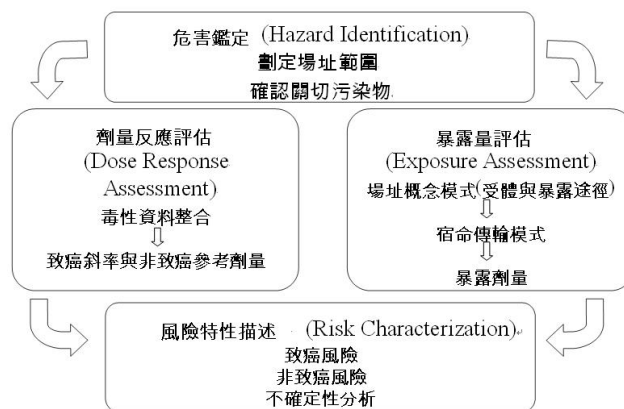 危害鑑定 (Hazard Identification)
劃定場址範圍
確認關切污染物
劑量反應評估
(Dose Response
Assessment)
毒性資料整合
致癌斜率與非致癌參考劑量
暴露量評估
(Exposure Assessment)
場址概念模式(受體與暴露途徑)
宿命傳輸模式
暴露劑量
風險特性描述 (Risk Characterization)
致癌風險
非致癌風險
不確定性分析